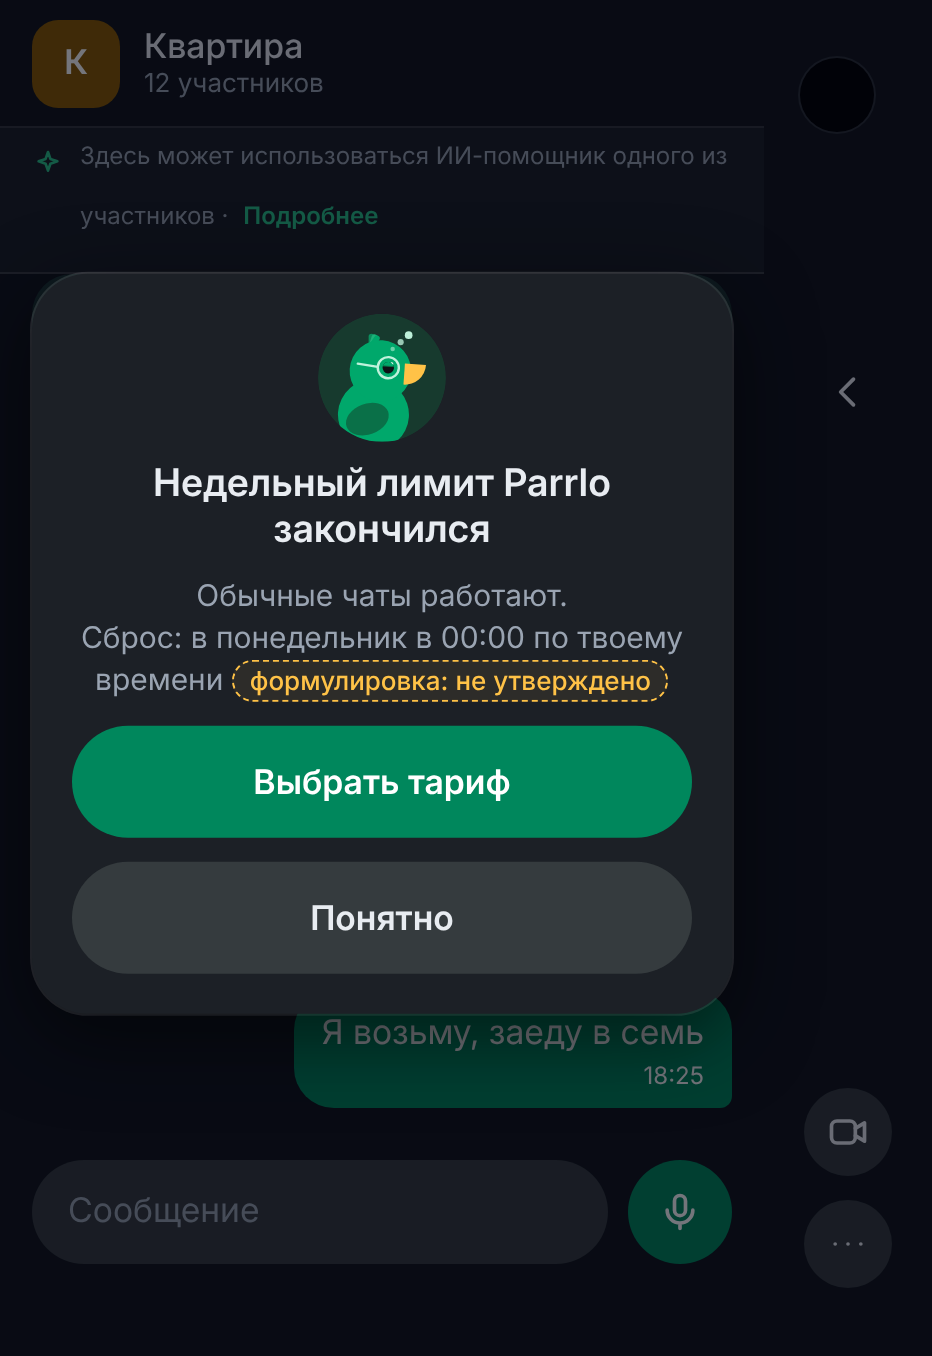 К
Квартира
12 участников
Здесь может использоваться ИИ-помощник одного из
участников · Подробнее
Недельный лимит Parrlo
закончился
Обычные чаты работают.
Сброс: в понедельник в 00:00 по твоему
времени формулировка: не утверждено
Выбрать тариф
Понятно
Я возьму, заеду в семь
18:25
Сообщение